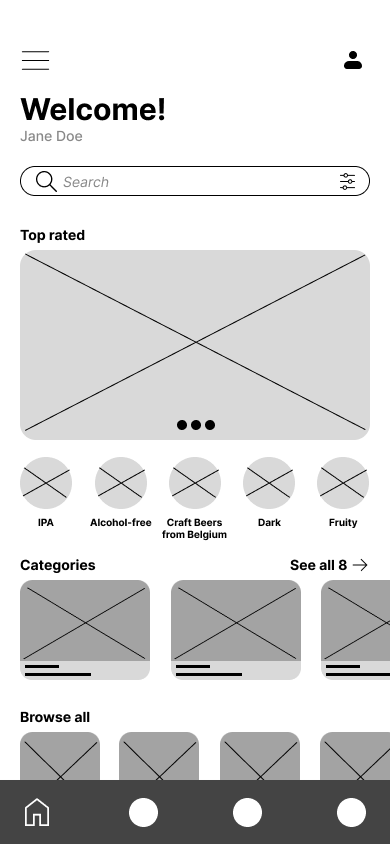 Welcome!
Jane Doe
Search
Top rated
IPA
Alcohol-free
Craft Beers
from Belgium
Dark
Fruity
Categories
See all 8
Browse all